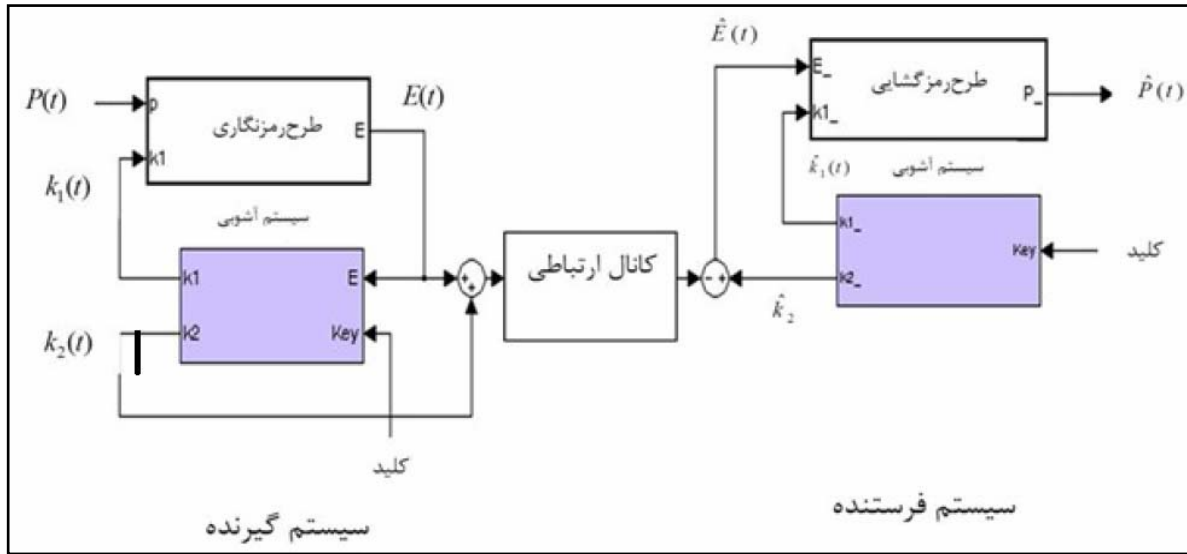 P(t)
p
طرح رمزنگاری
E
E(t)
k1
k₁(t)
سیستم آشوبی
k1
E
k2
Key
k₂(t)
کلید
+
+
کانال ارتباطی
- +
Ê(t)
E_
طرح رمزگشایی
P_
P̂(t)
k1_
k̂₁(t)
سیستم آشوبی
k1_
Key
k2_
کلید
k̂₂
سیستم گیرنده
سیستم فرستنده